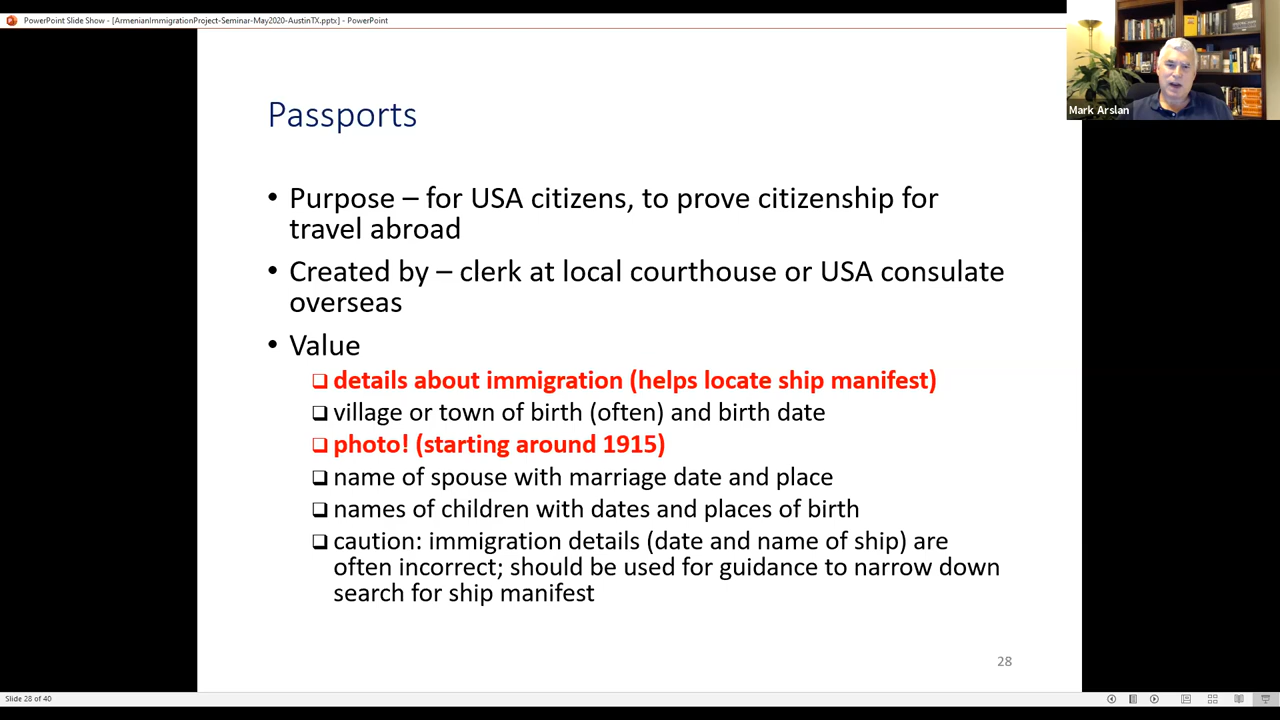 PowerPoint Slide Show - [ArmenianImmigrationProject-Seminar-May2020-AustinTX.pptx] - PowerPoint
Mark Arslan
Passports
• Purpose – for USA citizens, to prove citizenship for
travel abroad
• Created by – clerk at local courthouse or USA consulate
overseas
• Value
❑ details about immigration (helps locate ship manifest)
❑ village or town of birth (often) and birth date
❑ photo! (starting around 1915)
❑ name of spouse with marriage date and place
❑ names of children with dates and places of birth
❑ caution: immigration details (date and name of ship) are
often incorrect; should be used for guidance to narrow down
search for ship manifest
28
Slide 28 of 40